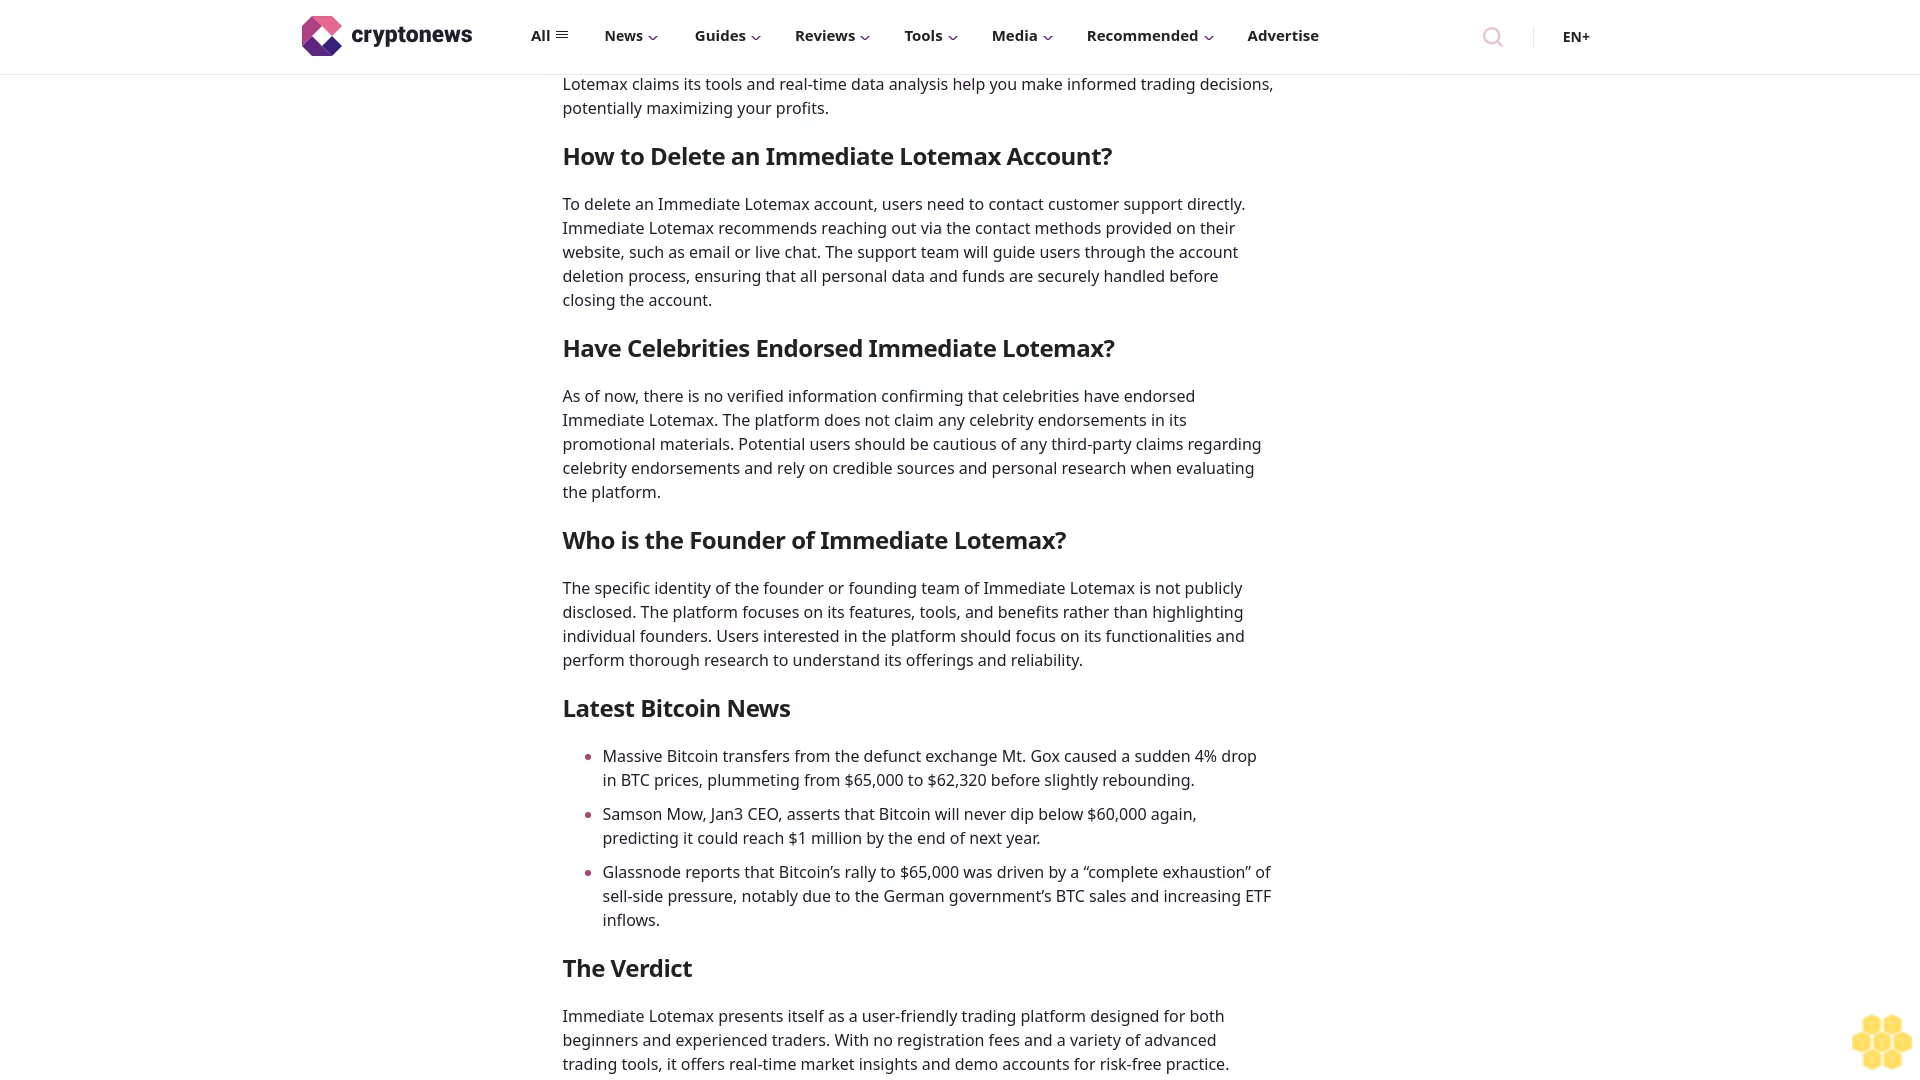 cryptonews
All
News
Guides
Reviews
Tools
Media
Recommended
Advertise
EN+
Lotemax claims its tools and real-time data analysis help you make informed trading decisions,
potentially maximizing your profits.
How to Delete an Immediate Lotemax Account?
To delete an Immediate Lotemax account, users need to contact customer support directly.
Immediate Lotemax recommends reaching out via the contact methods provided on their
website, such as email or live chat. The support team will guide users through the account
deletion process, ensuring that all personal data and funds are securely handled before
closing the account.
Have Celebrities Endorsed Immediate Lotemax?
As of now, there is no verified information confirming that celebrities have endorsed
Immediate Lotemax. The platform does not claim any celebrity endorsements in its
promotional materials. Potential users should be cautious of any third-party claims regarding
celebrity endorsements and rely on credible sources and personal research when evaluating
the platform.
Who is the Founder of Immediate Lotemax?
The specific identity of the founder or founding team of Immediate Lotemax is not publicly
disclosed. The platform focuses on its features, tools, and benefits rather than highlighting
individual founders. Users interested in the platform should focus on its functionalities and
perform thorough research to understand its offerings and reliability.
Latest Bitcoin News
Massive Bitcoin transfers from the defunct exchange Mt. Gox caused a sudden 4% drop
in BTC prices, plummeting from $65,000 to $62,320 before slightly rebounding.
Samson Mow, Jan3 CEO, asserts that Bitcoin will never dip below $60,000 again,
predicting it could reach $1 million by the end of next year.
Glassnode reports that Bitcoin’s rally to $65,000 was driven by a “complete exhaustion” of
sell-side pressure, notably due to the German government’s BTC sales and increasing ETF
inflows.
The Verdict
Immediate Lotemax presents itself as a user-friendly trading platform designed for both
beginners and experienced traders. With no registration fees and a variety of advanced
trading tools, it offers real-time market insights and demo accounts for risk-free practice.